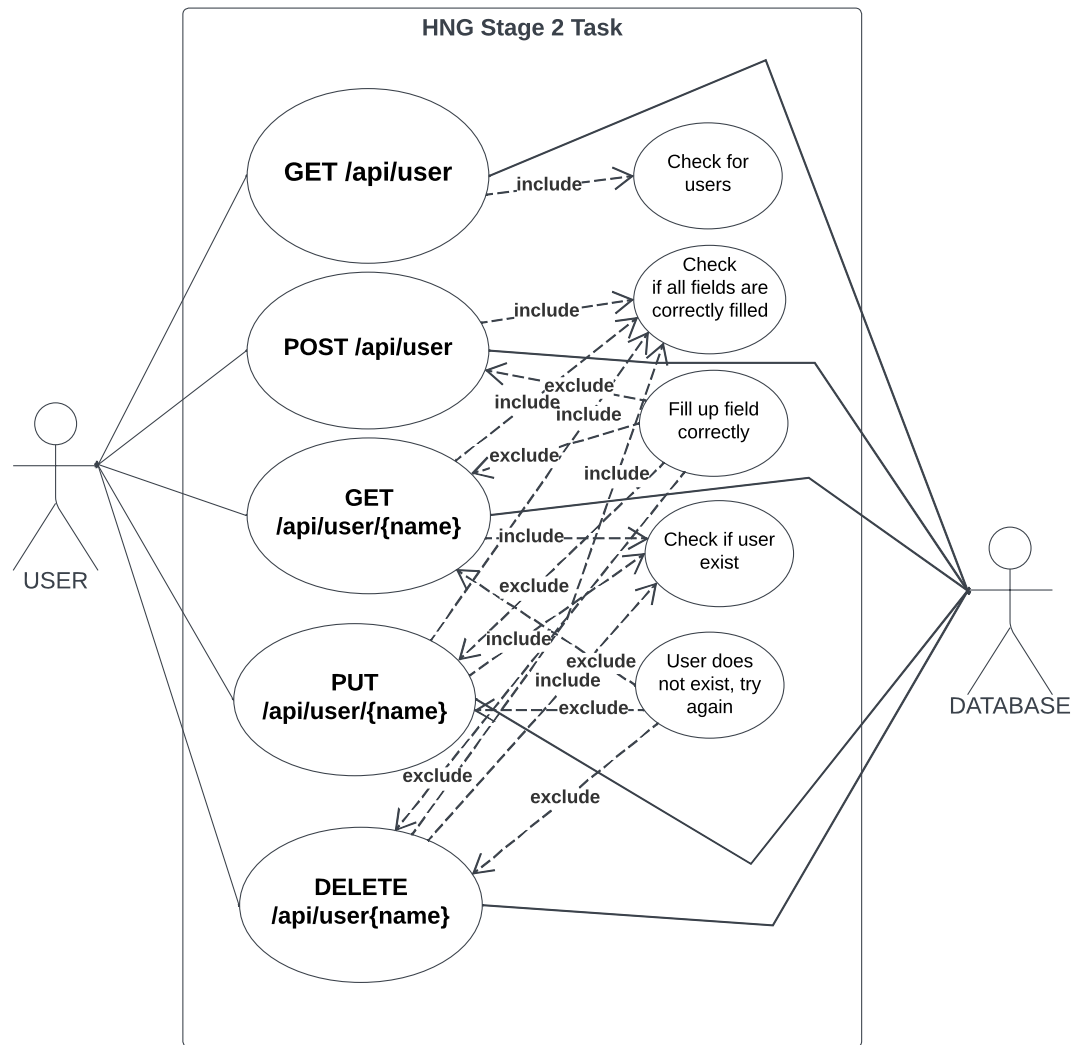 HNG Stage 2 Task
GET /api/user
include
Check for
users
Check
if all fields are
correctly filled
include
POST /api/user
exclude
include
include
Fill up field
correctly
exclude
include
GET
/api/user/{name}
include
Check if user
exist
exclude
USER
include
exclude
include
User does
not exist, try
again
PUT
/api/user/{name}
exclude
DATABASE
exclude
exclude
DELETE
/api/user{name}